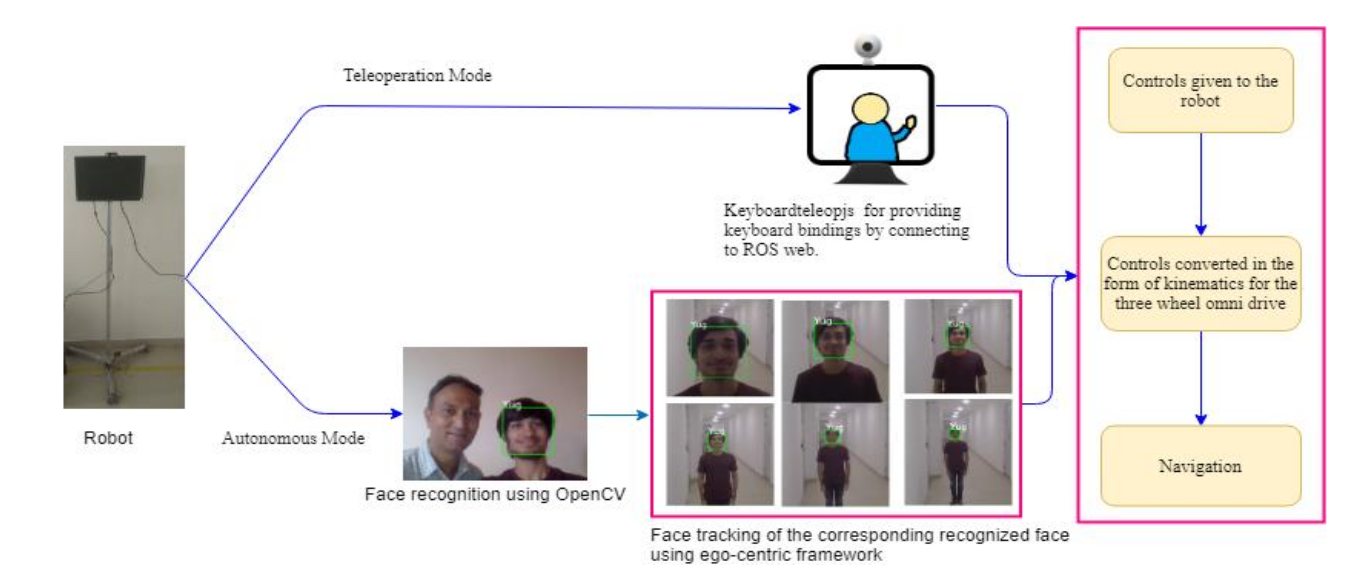 Teleoperation Mode
Keyboardteleopjs for providing
keyboard bindings by connecting
to ROS web.
Robot
Autonomous Mode
Yug
Face recognition using OpenCV
Yug
Yug
Yug
Yug
Yug
Yug
Face tracking of the corresponding recognized face
using ego-centric framework
Controls given to the
robot
Controls converted in the
form of kinematics for the
three wheel omni drive
Navigation